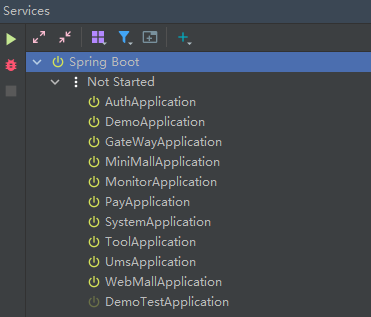 Services
Spring Boot
Not Started
AuthApplication
DemoApplication
GateWayApplication
MiniMallApplication
MonitorApplication
PayApplication
SystemApplication
ToolApplication
UmsApplication
WebMallApplication
DemoTestApplication